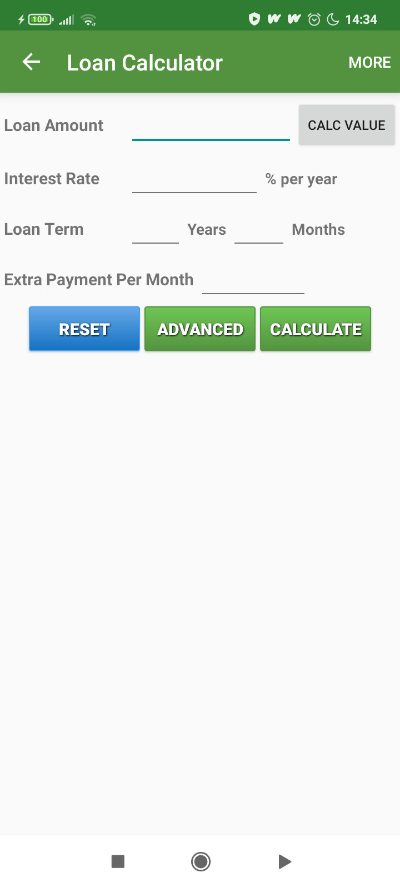 100 14:34
Loan Calculator MORE
Loan Amount CALC VALUE
Interest Rate % per year
Loan Term Years Months
Extra Payment Per Month
RESET ADVANCED CALCULATE